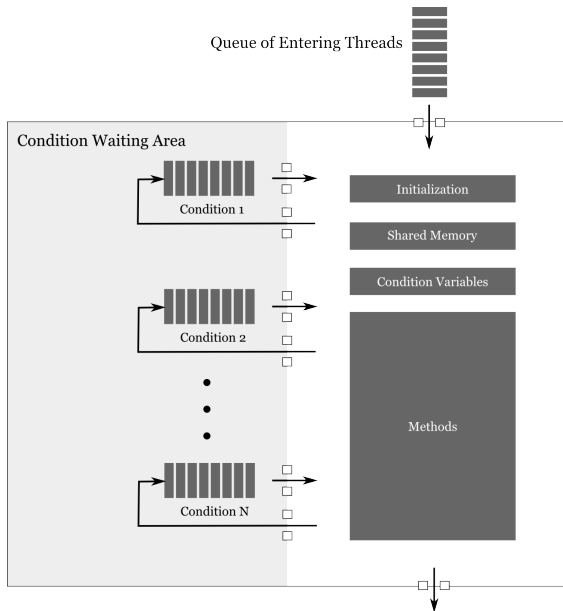 Queue of Entering Threads
Condition Waiting Area
Condition 1
Initialization
Shared Memory
Condition Variables
Condition 2
Methods
Condition N